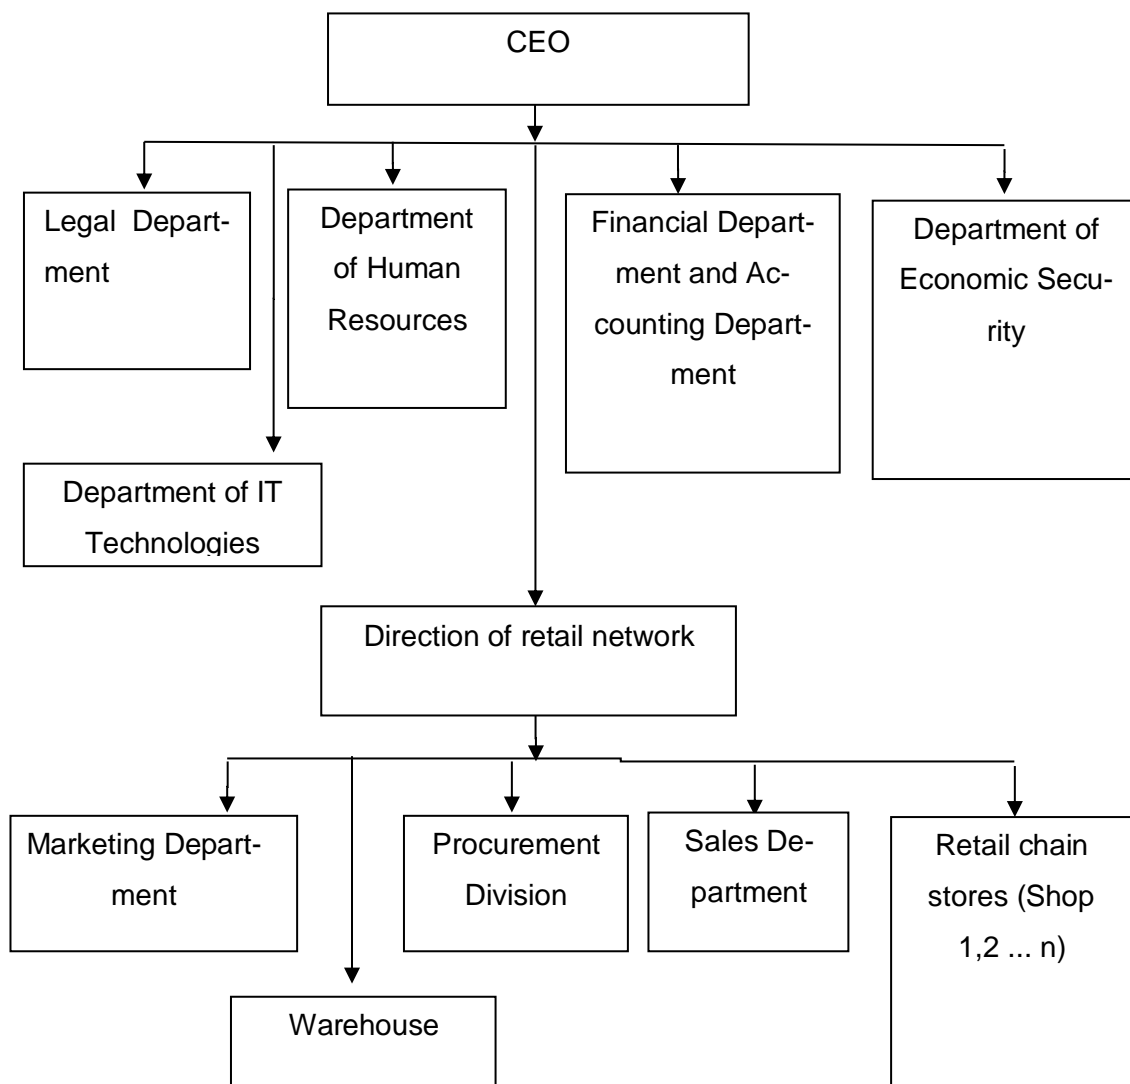 CEO
Legal Depart-
ment
Department
of Human
Resources
Financial Depart-
ment and Ac-
counting Depart-
ment
Department of
Economic Secu-
rity
Department of IT
Technologies
Direction of retail network
Marketing Depart-
ment
Procurement
Division
Sales De-
partment
Retail chain
stores (Shop
1,2 ... n)
Warehouse